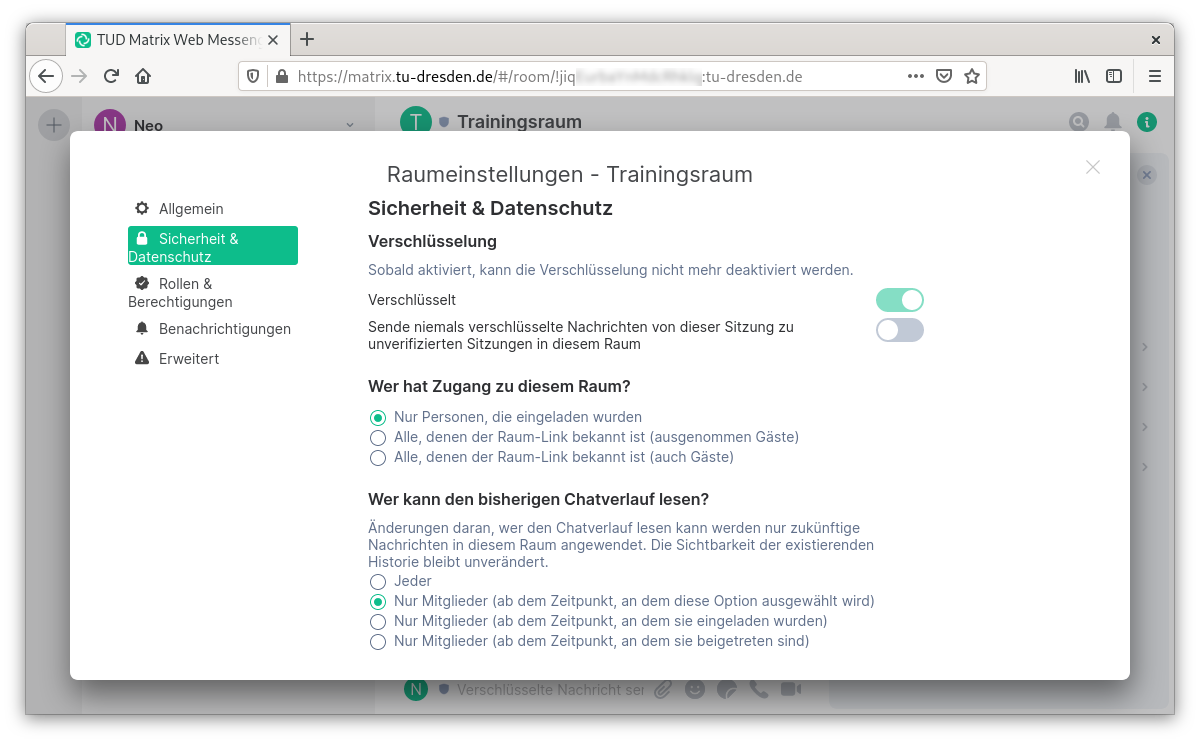 TUD Matrix Web Messeng
https://matrix.tu-dresden.de/#/room/!jiq :tu-dresden.de
N Neo
T Trainingsraum
Raumeinstellungen - Trainingsraum
Allgemein
Sicherheit &
Datenschutz
Rollen &
Berechtigungen
Benachrichtigungen
Erweitert
Sicherheit & Datenschutz
Verschlüsselung
Sobald aktiviert, kann die Verschlüsselung nicht mehr deaktiviert werden.
Verschlüsselt
Sende niemals verschlüsselte Nachrichten von dieser Sitzung zu
unverifizierten Sitzungen in diesem Raum
Wer hat Zugang zu diesem Raum?
Nur Personen, die eingeladen wurden
Alle, denen der Raum-Link bekannt ist (ausgenommen Gäste)
Alle, denen der Raum-Link bekannt ist (auch Gäste)
Wer kann den bisherigen Chatverlauf lesen?
Änderungen daran, wer den Chatverlauf lesen kann werden nur zukünftige
Nachrichten in diesem Raum angewendet. Die Sichtbarkeit der existierenden
Historie bleibt unverändert.
Jeder
Nur Mitglieder (ab dem Zeitpunkt, an dem diese Option ausgewählt wird)
Nur Mitglieder (ab dem Zeitpunkt, an dem sie eingeladen wurden)
Nur Mitglieder (ab dem Zeitpunkt, an dem sie beigetreten sind)
N Verschlüsselte Nachricht ser